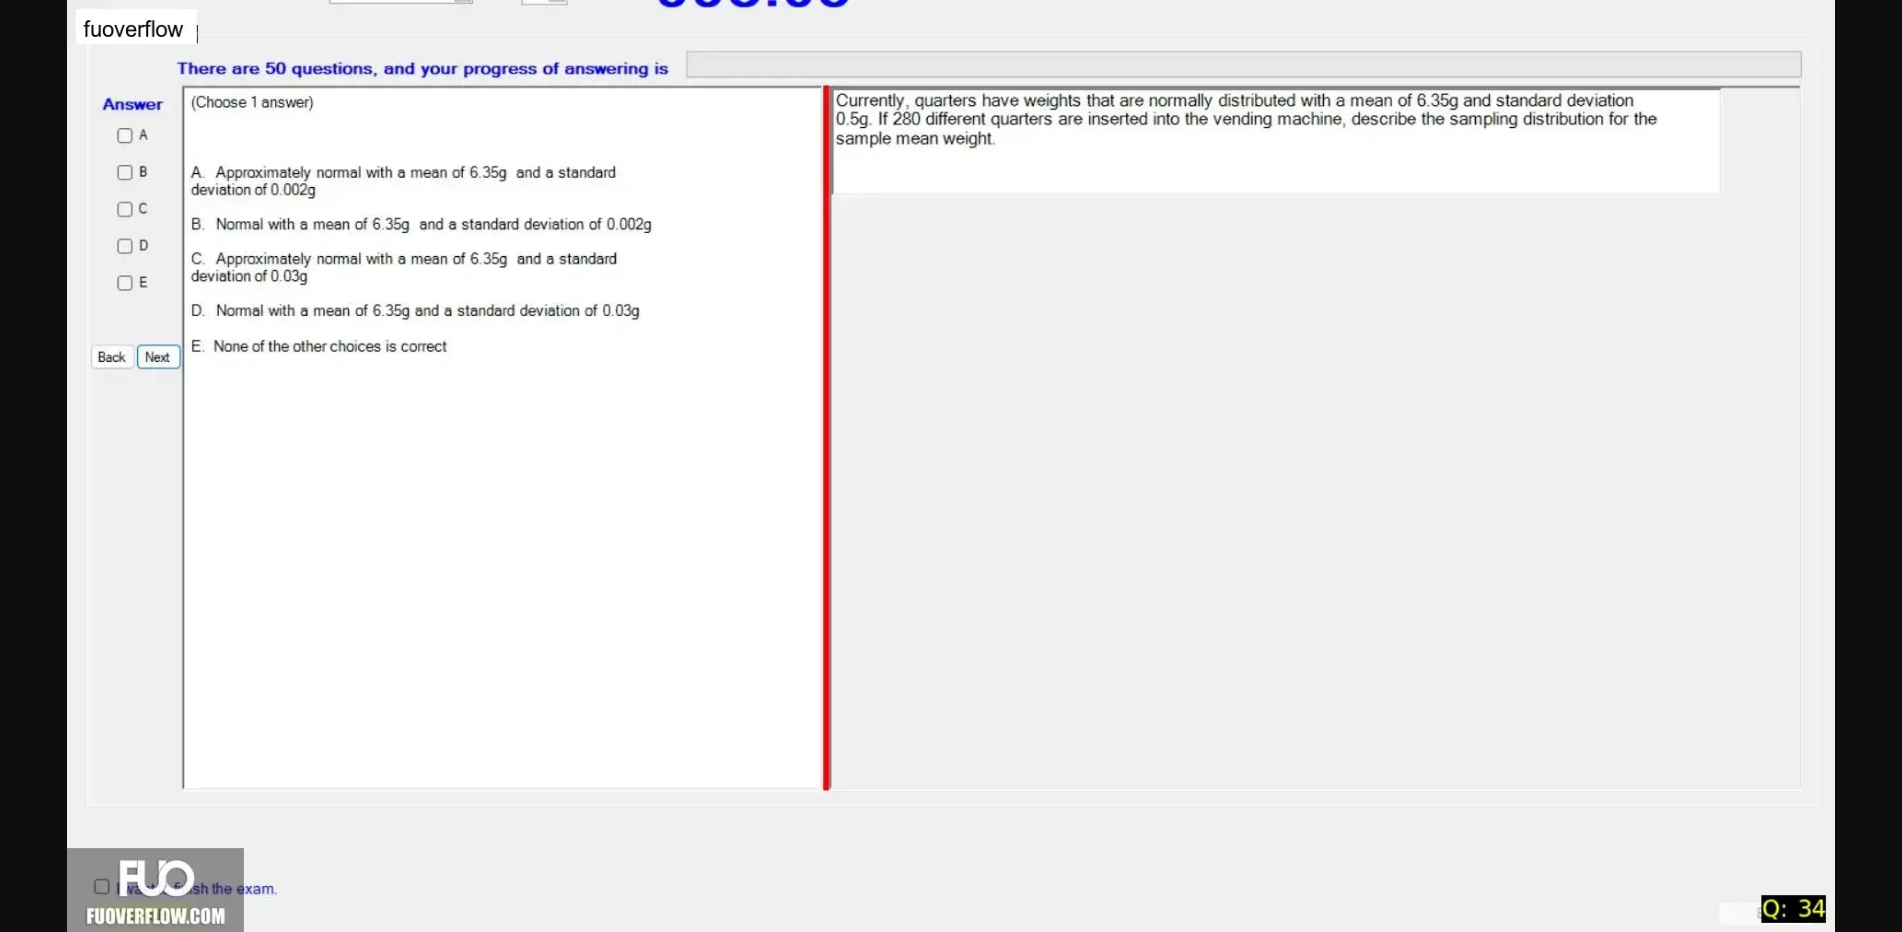 fuoverflow
There are 50 questions, and your progress of answering is
Answer
(Choose 1 answer)
A
B
C
D
E
Back
Next
A. Approximately normal with a mean of 6.35g and a standard
deviation of 0.002g
B. Normal with a mean of 6.35g and a standard deviation of 0.002g
C. Approximately normal with a mean of 6.35g and a standard
deviation of 0.03g
D. Normal with a mean of 6.35g and a standard deviation of 0.03g
E. None of the other choices is correct
Currently, quarters have weights that are normally distributed with a mean of 6.35g and standard deviation
0.5g. If 280 different quarters are inserted into the vending machine, describe the sampling distribution for the
sample mean weight.
FUO
the exam.
FUOVERFLOW.COM
Q: 34